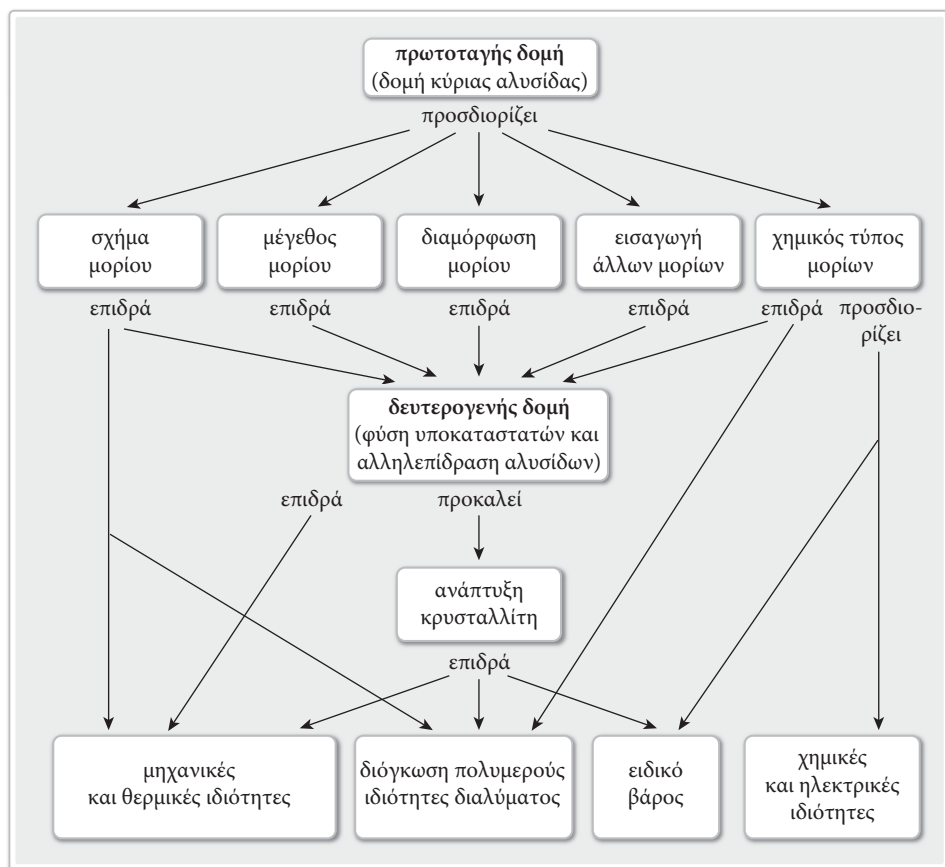 πρωτοταγής δομή
(δομή κύριας αλυσίδας)
προσδιορίζει
σχήμα
μορίου
μέγεθος
μορίου
διαμόρφωση
μορίου
εισαγωγή
άλλων μορίων
χημικός τύπος
μορίων
επιδρά
επιδρά
επιδρά
επιδρά
επιδρά
προσδιο-
ρίζει
δευτερογενής δομή
(φύση υποκαταστατών και
αλληλεπίδραση αλυσίδων)
επιδρά
προκαλεί
ανάπτυξη
κρυσταλλίτη
επιδρά
μηχανικές
και θερμικές ιδιότητες
διόγκωση πολυμερούς
ιδιότητες διαλύματος
ειδικό
βάρος
χημικές
και ηλεκτρικές
ιδιότητες